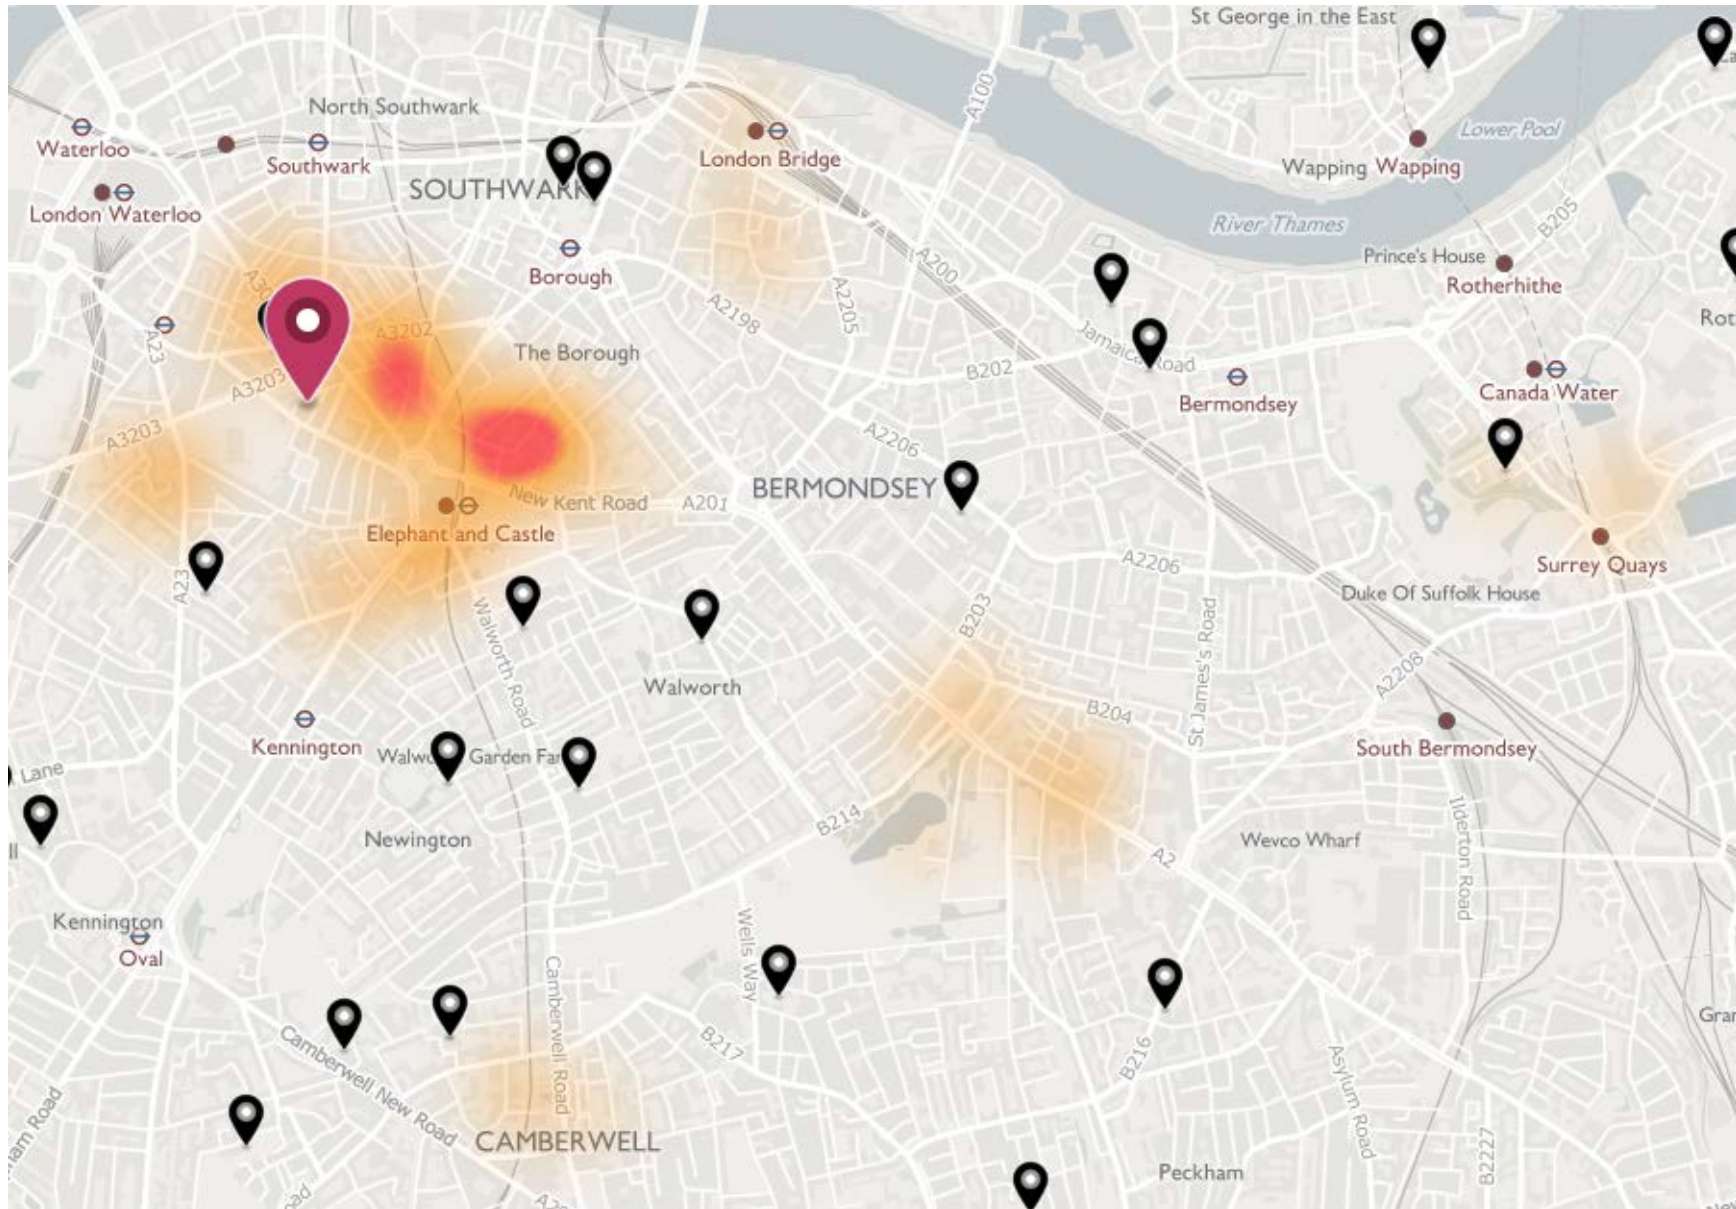 St George in the East
A100
North Southwark
Lower Pool
Waterloo
Southwark
London Bridge
Wapping
Wapping
SOUTHWARK
London Waterloo
B205
River Thames
A200
Prince's House
Borough
Rotherhithe
A2205
A2198
A23
A3202
Jamaica Road
The Borough
B202
A3203
Canada Water
Bermondsey
A3203
A2206
BERMONDSEY
New Kent Road
A201
Elephant and Castle
A2206
Surrey Quays
A23
Duke Of Suffolk House
B203
Walworth Road
St James's Road
A2208
Walworth
B204
Kennington
South Bermondsey
Garden
Lane
B214
Newington
Wevco Wharf
A2
Ilderton Road
Kennington
Wells Way
Oval
Camberwell Road
Camberwell New Road
B217
B216
Asylum Road
CAMBERWELL
B2227
Peckham